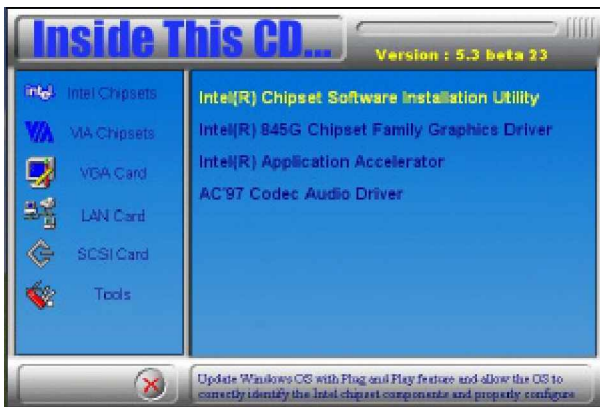 Inside This CD...
Version : 5.3 beta 23
intel Intel Chipsets
VIA VIA Chipsets
VGA Card
LAN Card
SCSI Card
Tools
Intel(R) Chipset Software Installation Utility
Intel(R) 845G Chipset Family Graphics Driver
Intel(R) Application Accelerator
AC'97 Codec Audio Driver
Update Windows OS with Plag and Play feature and allow the OS to
correctly identify the Intel chipset components and properly configure